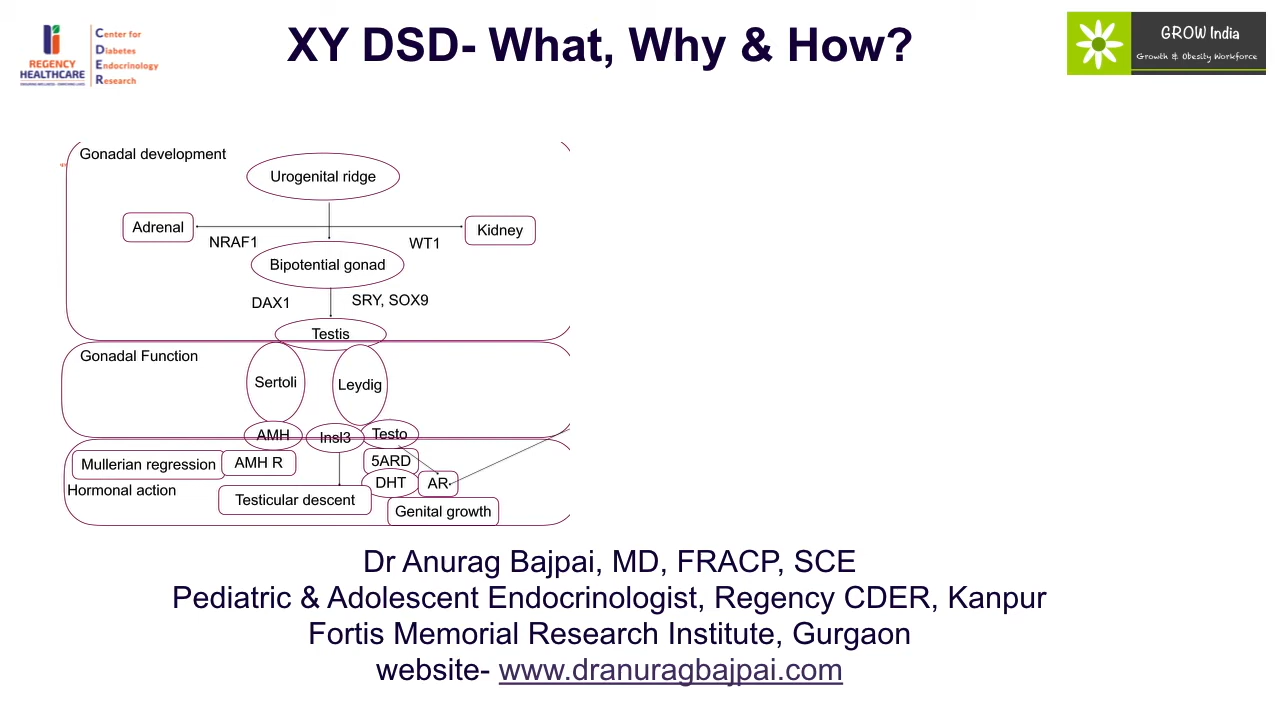 XY DSD- What, Why & How?
REGENCY
HEALTHCARE
Center for
Diabetes
Endocrinology
Research
GROW India
Growth & Obesity Workforce
Gonadal development
Urogenital ridge
Adrenal
Kidney
NRAF1
WT1
Bipotential gonad
DAX1
SRY, SOX9
Testis
Gonadal Function
Sertoli
Leydig
AMH
Insl3
Testo
Mullerian regression
AMH R
5ARD
Hormonal action
DHT
AR
Testicular descent
Genital growth
Dr Anurag Bajpai, MD, FRACP, SCE
Pediatric & Adolescent Endocrinologist, Regency CDER, Kanpur
Fortis Memorial Research Institute, Gurgaon
website- www.dranuragbajpai.com